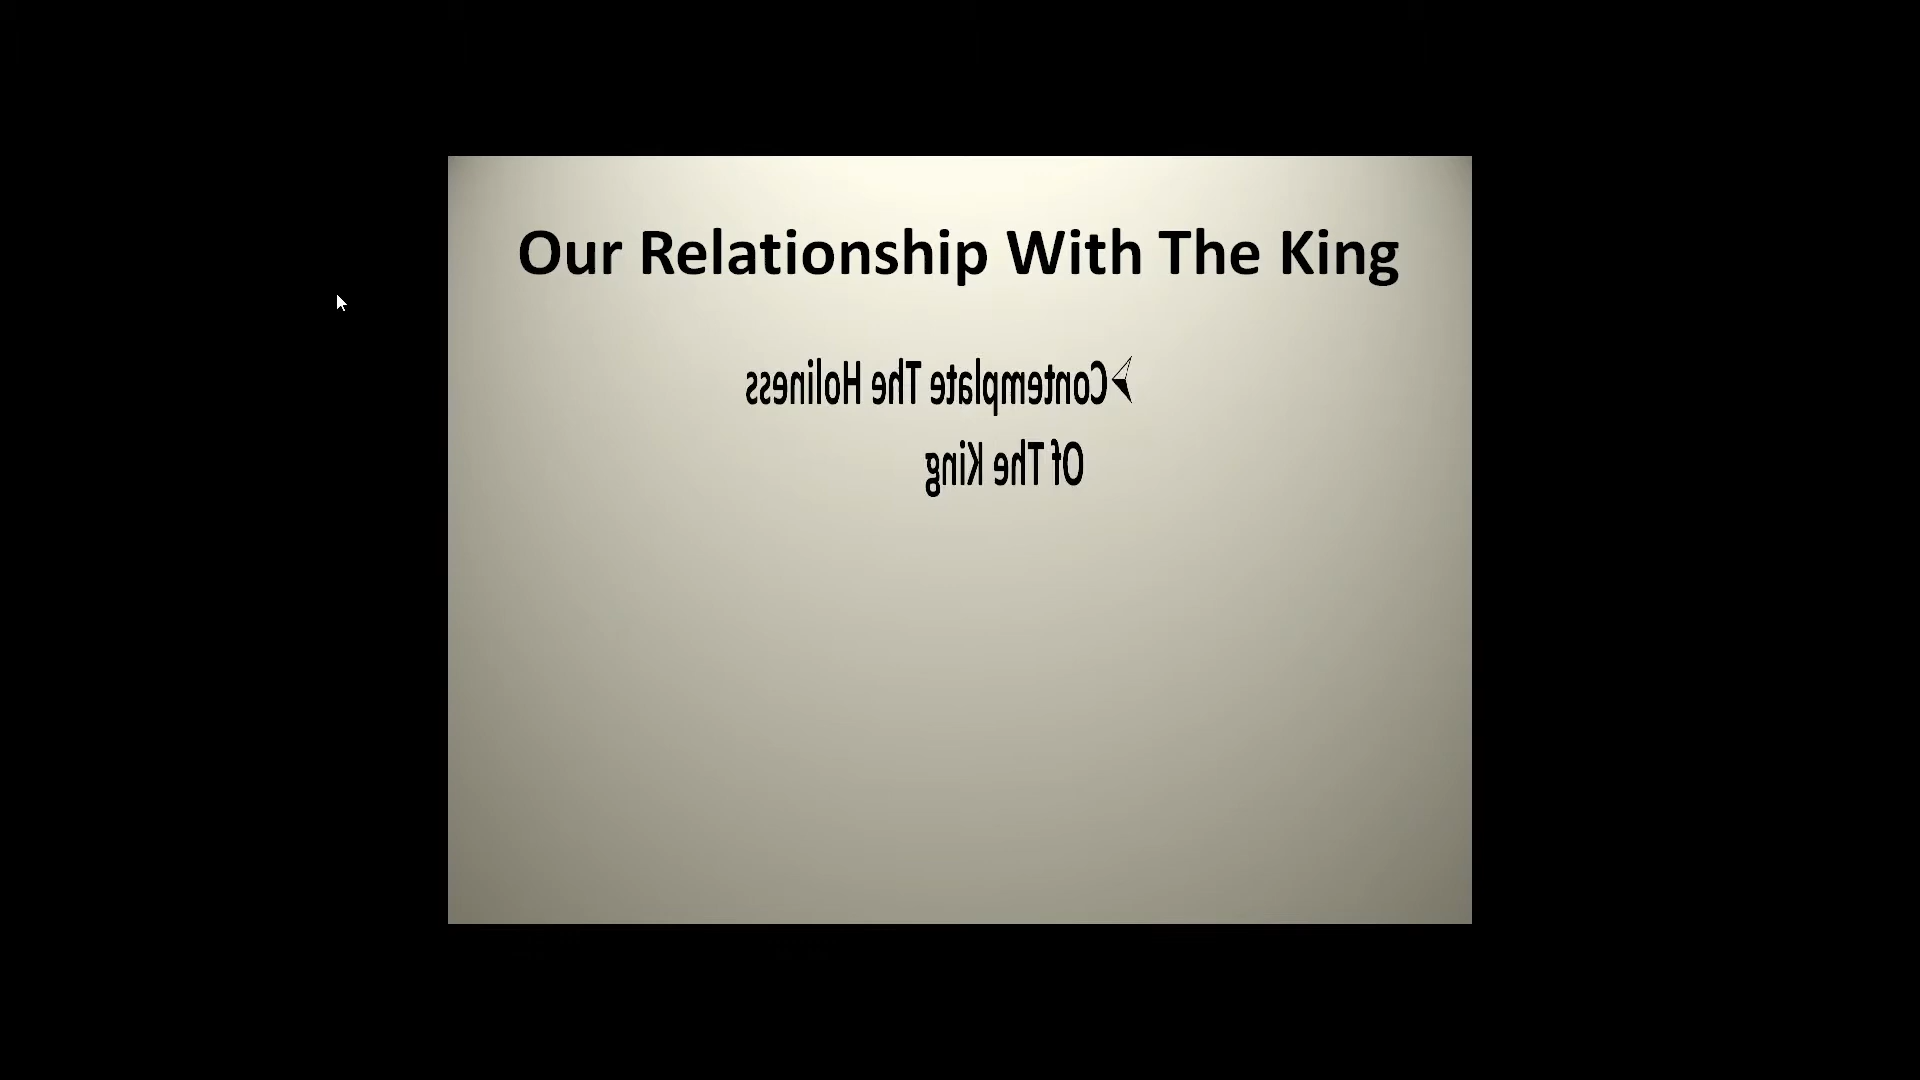 Our Relationship With The King
➢Contemplate The Holiness
Of The King